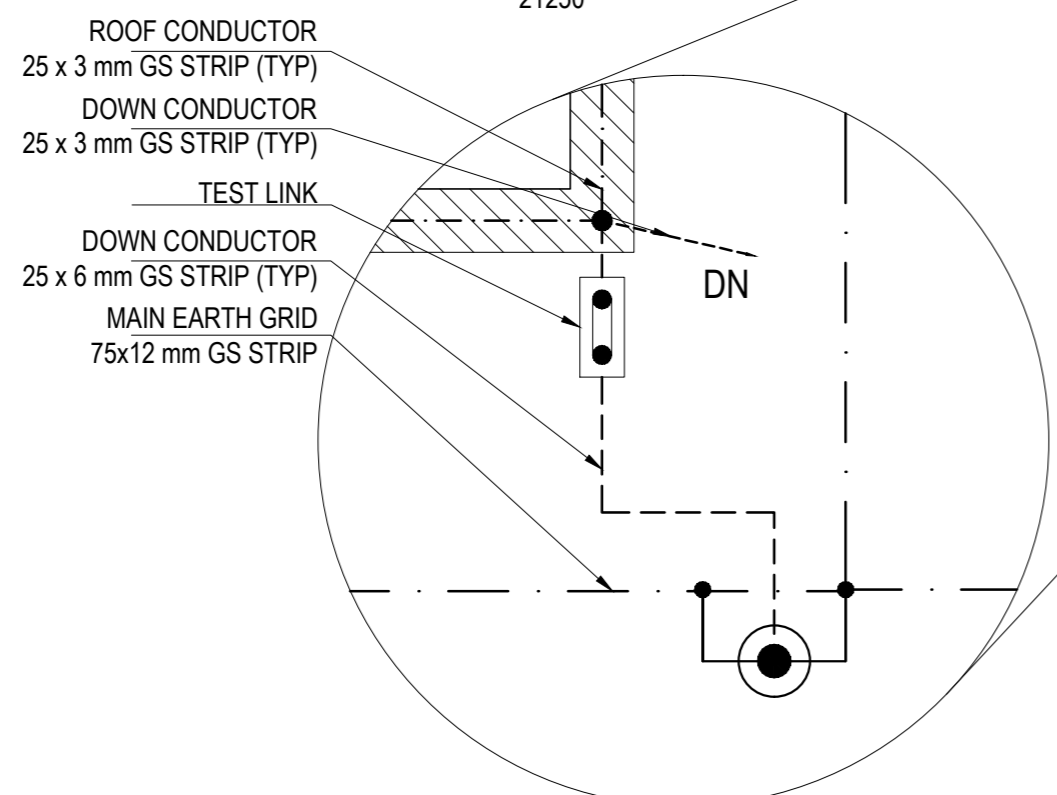 21250
ROOF CONDUCTOR
25 x 3 mm GS STRIP (TYP)
DOWN CONDUCTOR
25 x 3 mm GS STRIP (TYP)
TEST LINK
DOWN CONDUCTOR
25 x 6 mm GS STRIP (TYP)
MAIN EARTH GRID
75x12 mm GS STRIP
DN